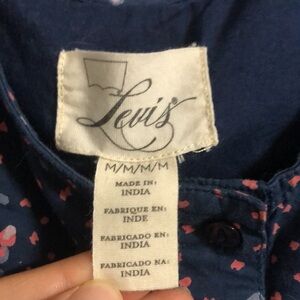 Levi's
M/M/M/M
MADE IN:
INDIA
FABRIQUE EN:
INDE
FABRICADO EN:
INDIA
FABRICADO NA:
INDIA